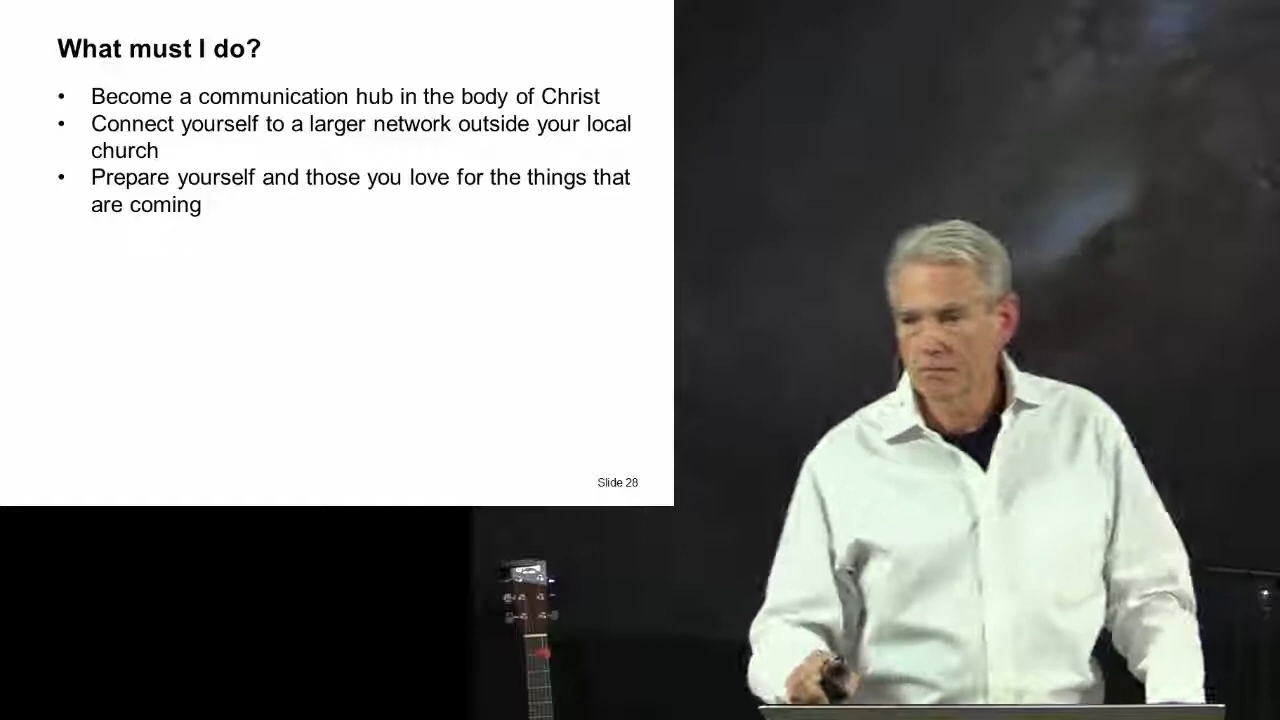 What must I do?
• Become a communication hub in the body of Christ
• Connect yourself to a larger network outside your local
church
• Prepare yourself and those you love for the things that
are coming
Slide 28